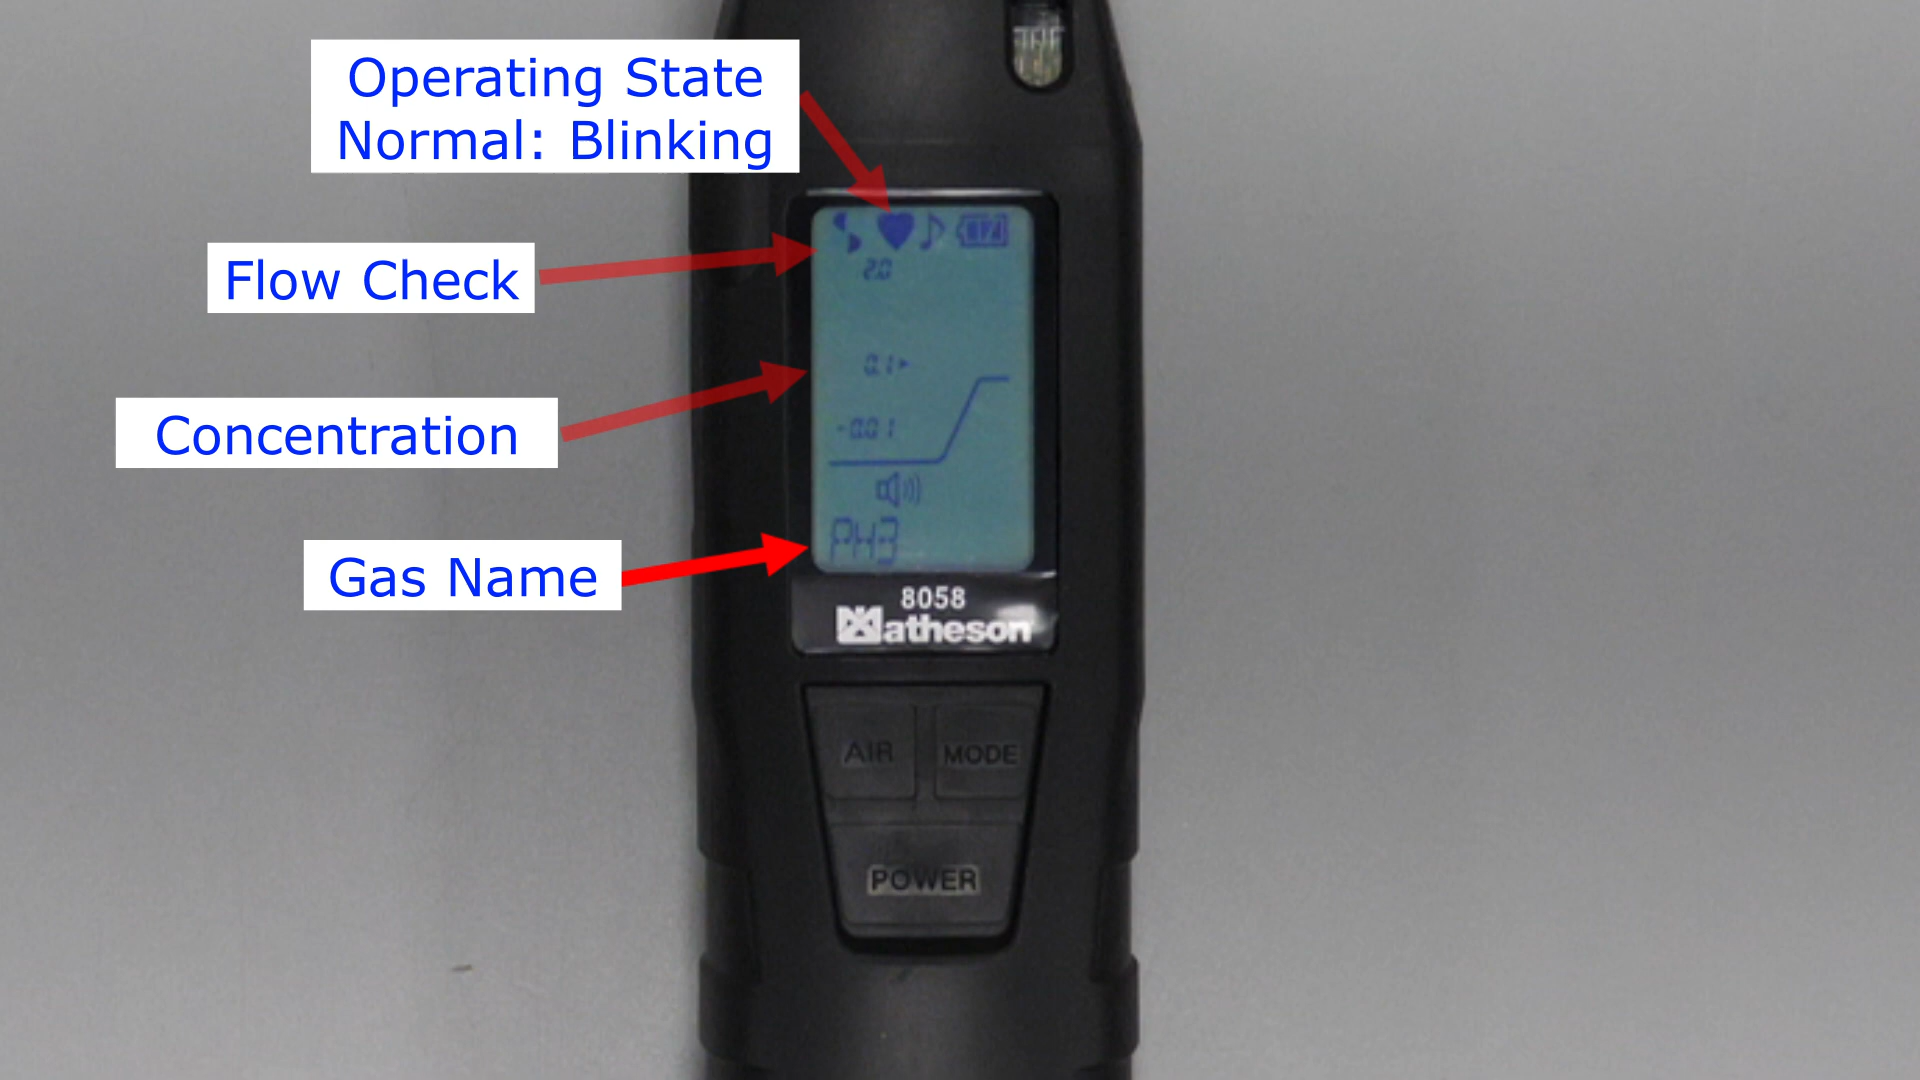 Operating State
Normal: Blinking
Flow Check
2.0
0.1
Concentration
-0.01
Gas Name
PH3
8058
Matheson
AIR
MODE
POWER